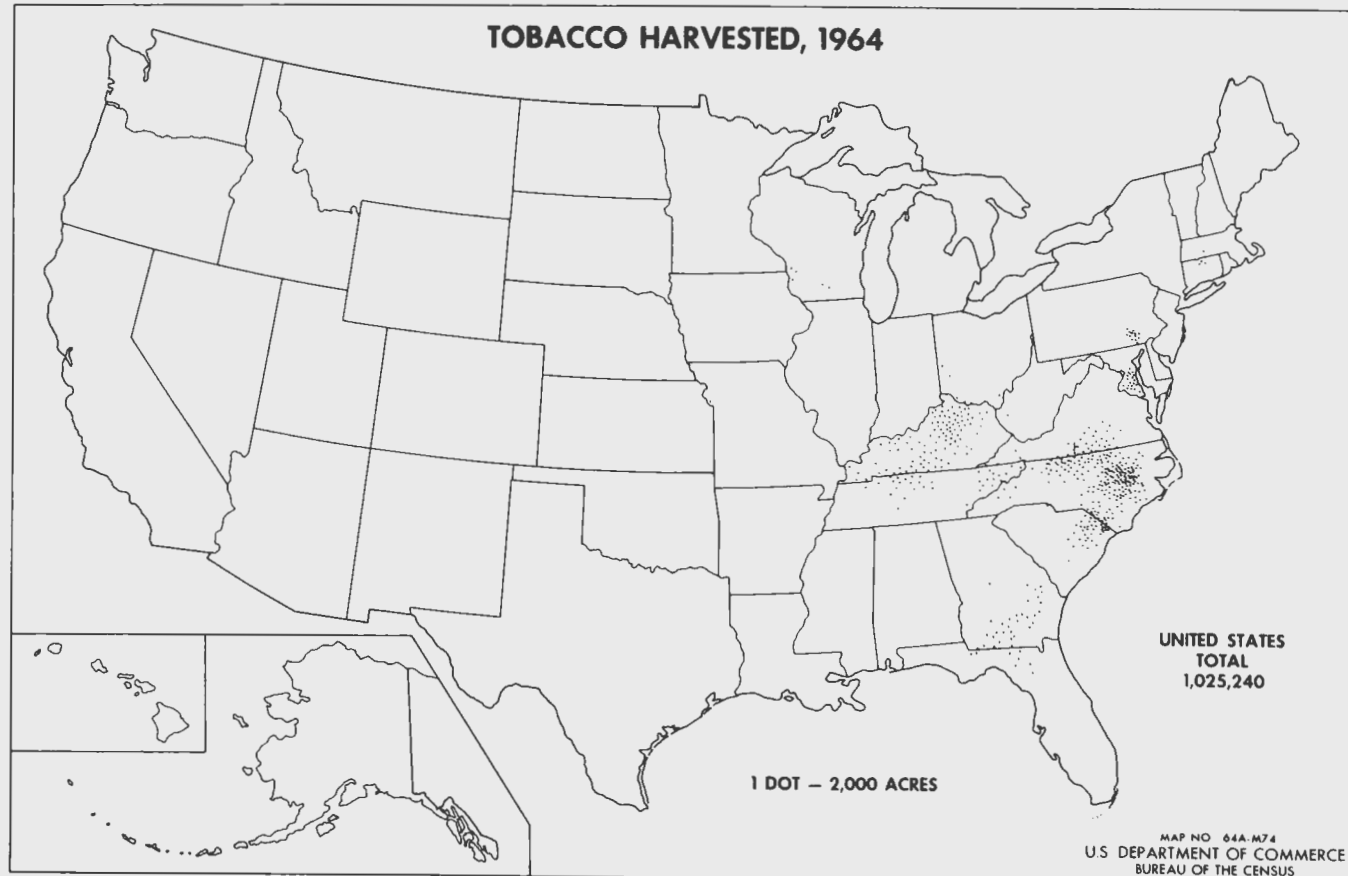 TOBACCO HARVESTED, 1964
UNITED STATES
TOTAL
1,025,240
1 DOT – 2,000 ACRES
MAP NO 64A-M74
U.S DEPARTMENT OF COMMERCE
BUREAU OF THE CENSUS